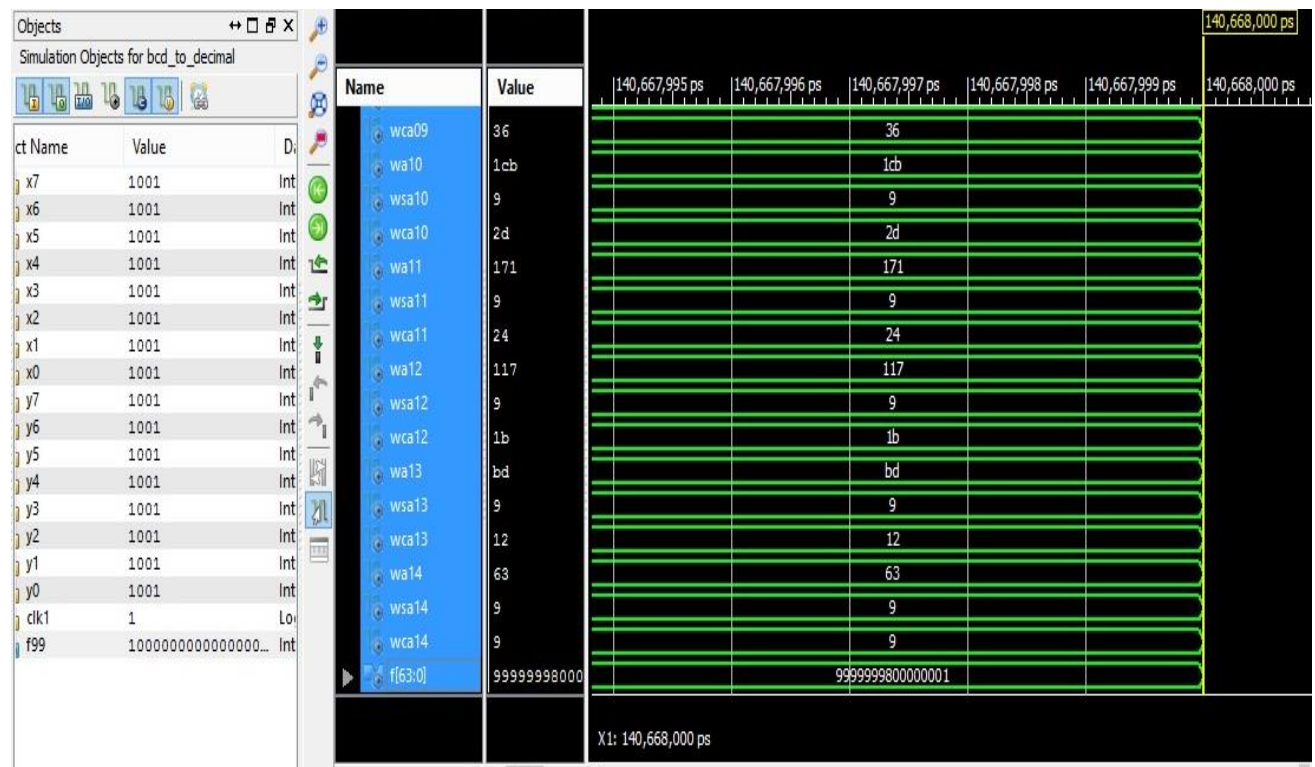 Objects
Simulation Objects for bcd_to_decimal
ct Name Value Da
x7 1001 Int
x6 1001 Int
x5 1001 Int
x4 1001 Int
x3 1001 Int
x2 1001 Int
x1 1001 Int
x0 1001 Int
y7 1001 Int
y6 1001 Int
y5 1001 Int
y4 1001 Int
y3 1001 Int
y2 1001 Int
y1 1001 Int
y0 1001 Int
clk1 1 Lo
f99 1000000000000000... Int
140,668,000 ps
Name Value 140,667,995 ps 140,667,996 ps 140,667,997 ps 140,667,998 ps 140,667,999 ps 140,668,000 ps
wca09 36 36
wa10 1cb 1cb
wsa10 9 9
wca10 2d 2d
wa11 171 171
wsa11 9 9
wca11 24 24
wa12 117 117
wsa12 9 9
wca12 1b 1b
wa13 bd bd
wsa13 9 9
wca13 12 12
wa14 63 63
wsa14 9 9
wca14 9 9
f[63:0] 99999998000 9999999800000001
X1: 140,668,000 ps